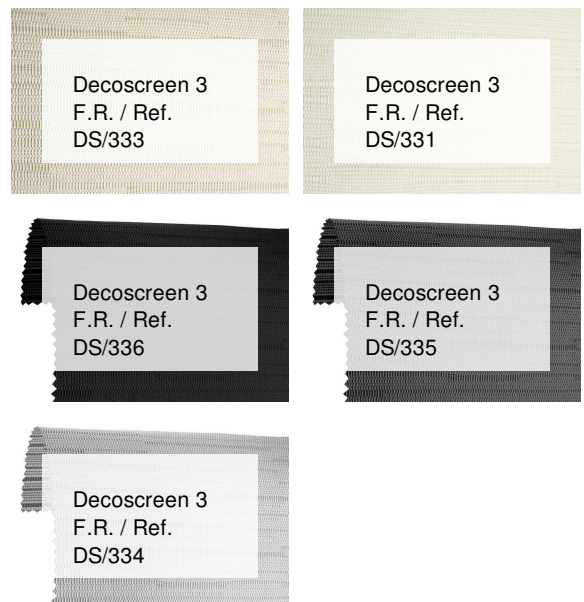 Decoscreen 3
F.R. / Ref.
DS/333
Decoscreen 3
F.R. / Ref.
DS/331
Decoscreen 3
F.R. / Ref.
DS/336
Decoscreen 3
F.R. / Ref.
DS/335
Decoscreen 3
F.R. / Ref.
DS/334